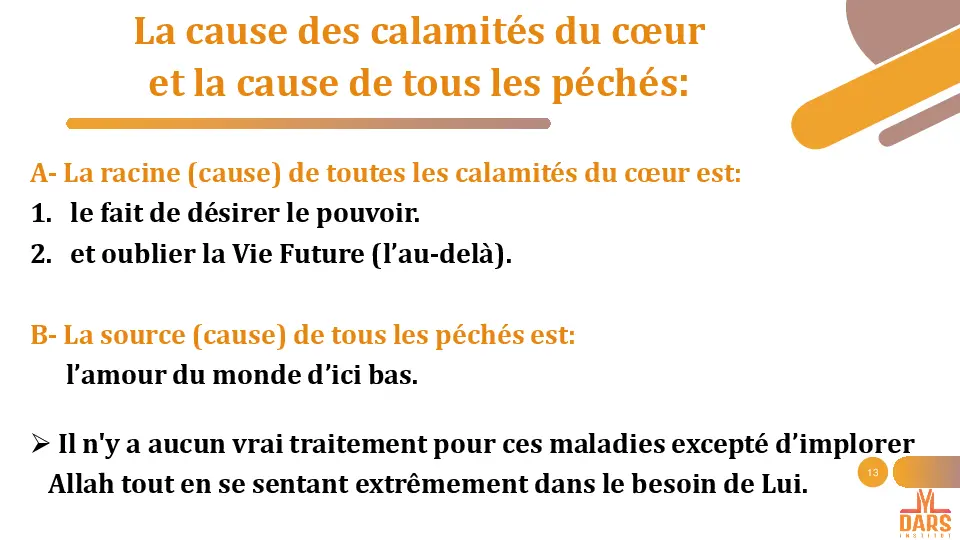 La cause des calamités du cœur
et la cause de tous les péchés:
A- La racine (cause) de toutes les calamités du cœur est:
1. le fait de désirer le pouvoir.
2. et oublier la Vie Future (l’au-delà).
B- La source (cause) de tous les péchés est:
l’amour du monde d’ici bas.
➢ Il n'y a aucun vrai traitement pour ces maladies excepté d’implorer
Allah tout en se sentant extrêmement dans le besoin de Lui.
13
DARS
INSTITUT